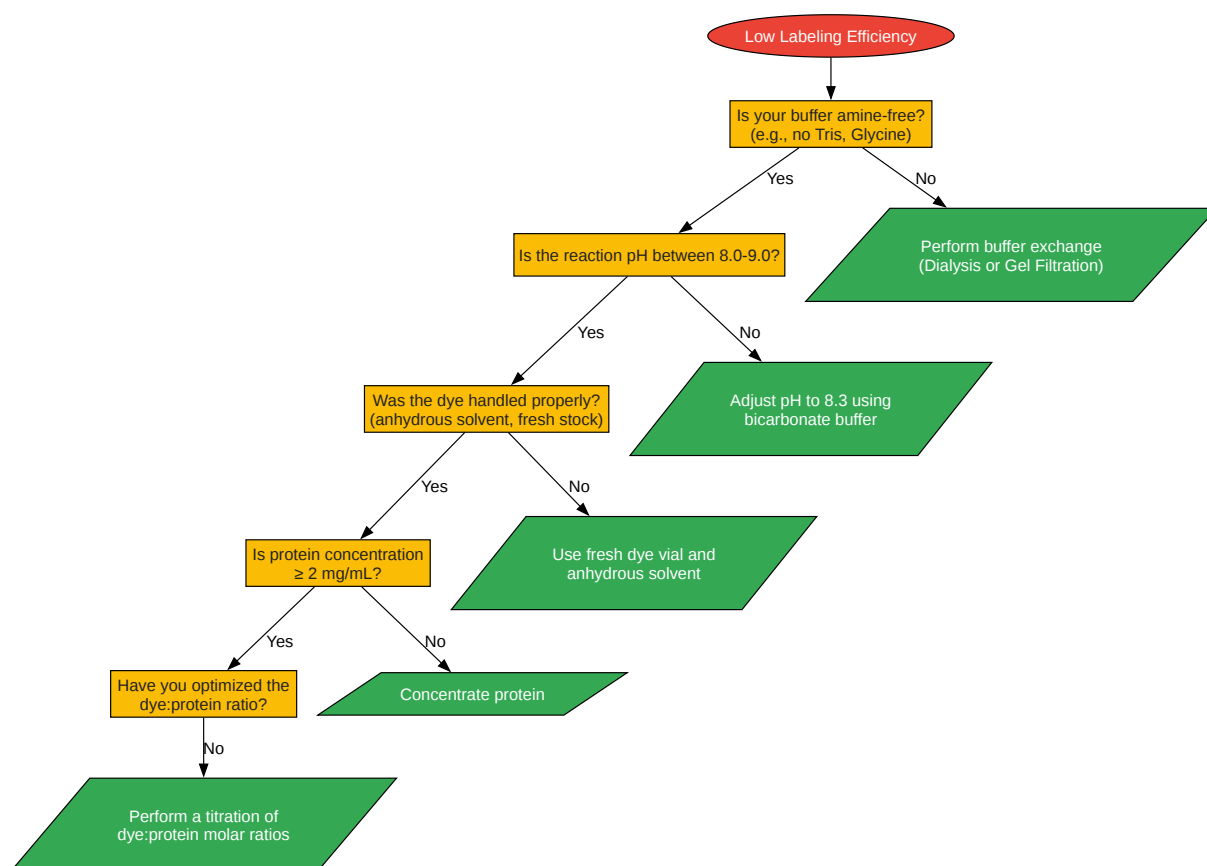 Low Labeling Efficiency
Is your buffer amine-free?
(e.g., no Tris, Glycine)
Yes
No
Perform buffer exchange
(Dialysis or Gel Filtration)
Is the reaction pH between 8.0-9.0?
Yes
No
Adjust pH to 8.3 using
bicarbonate buffer
Was the dye handled properly?
(anhydrous solvent, fresh stock)
Yes
No
Use fresh dye vial and
anhydrous solvent
Is protein concentration
≥ 2 mg/mL?
Yes
No
Concentrate protein
Have you optimized the
dye:protein ratio?
No
Perform a titration of
dye:protein molar ratios